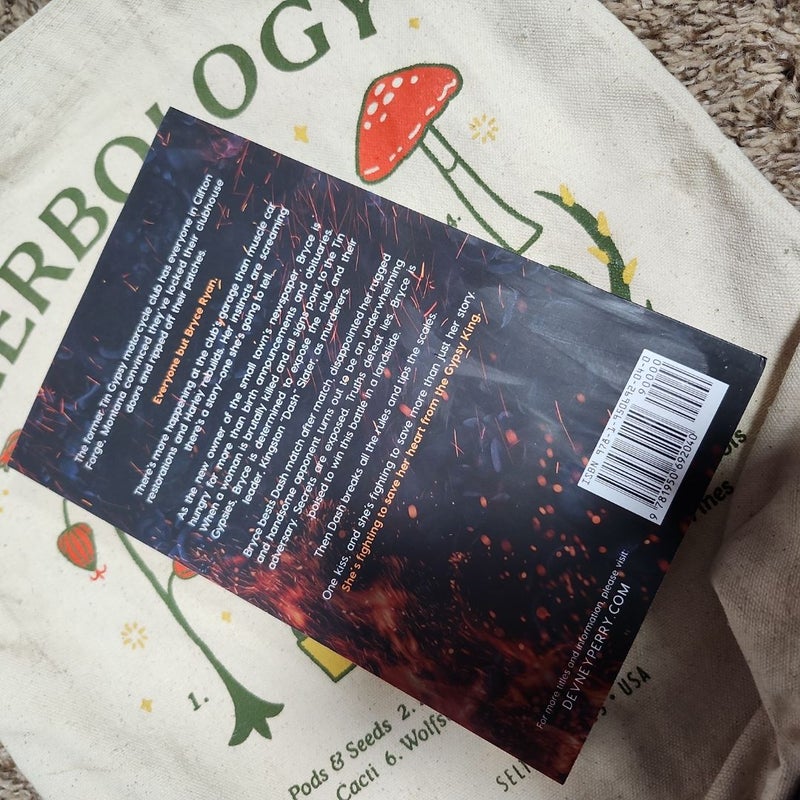 ERBOLOGY
4.
The former Tin Gypsy motorcycle club has everyone in Clifton
Forge, Montana convinced they've locked their clubhouse
doors and ripped off their patches.
Everyone but Bryce Ryan.
There's more happening at the club's garage than muscle car
restorations and Harley rebuilds. Her instincts are screaming
there's a story–one she's going to tell.
As the new owner of the small town's newspaper, Bryce is
hungry for more than birth announcements and obituaries.
When a woman is brutally killed and all signs point to the Tin
Gypsies, Bryce is determined to expose the club and their
leader, Kingston "Dash" Slater, as murderers.
Bryce bests Dash match after match, disappointed her rugged
and handsome opponent turns out to be an underwhelming
adversary. Secrets are exposed. Truths defeat lies. Bryce is
poised to win this battle in a landslide.
Then Dash breaks all the rules and tips the scales.
One kiss, and she's fighting to save more than just her story.
She's fighting to save her heart from the Gypsy King.
ISBN 978-1-950692-04-0
90000
9 781950 692040
For more titles and information, please visit:
DEVNEYPERRY.COM
1.
Pods & Seeds 2.
Cacti 6. Wolfs
USA